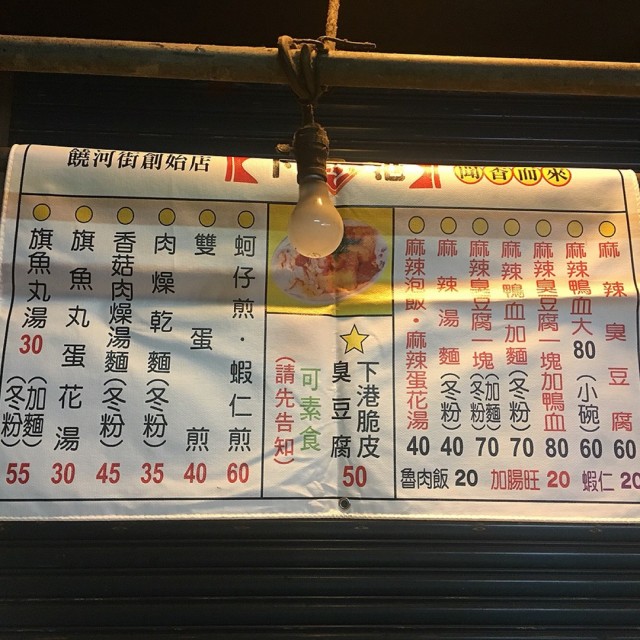 饒河街創始店
聞香而來
麻辣臭豆腐 60
麻辣鴨血大80(小碗) 60
麻辣臭豆腐一塊加鴨血 80
麻辣鴨血加麵(冬粉) 70
麻辣臭豆腐一塊(加麵)(冬粉) 70
麻辣湯麵(冬粉) 40
麻辣泡飯・麻辣蛋花湯 40
魯肉飯 20 加腸旺 20 蝦仁 20
下港脆皮
臭豆腐
50
可素食
(請先告知)
蚵仔煎・蝦仁煎 60
雙蛋煎 40
肉燥乾麵(冬粉) 35
香菇肉燥湯麵(冬粉) 45
旗魚丸蛋花湯 30
旗魚丸湯 30 (加麵)(冬粉) 55